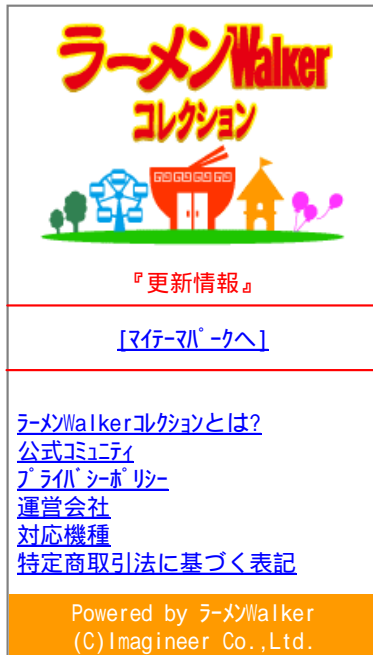 ラーメンWalker
コレクション
『更新情報』
[ﾏｲﾃｰﾏﾊﾟｰｸへ]
ﾗｰﾒﾝWalkerｺﾚｸｼｮﾝとは?
公式ｺﾐｭﾆﾃｨ
ﾌﾟﾗｲﾊﾞｼｰﾎﾟﾘｼｰ
運営会社
対応機種
特定商取引法に基づく表記
Powered by ﾗｰﾒﾝWalker
(C)Imagineer Co.,Ltd.